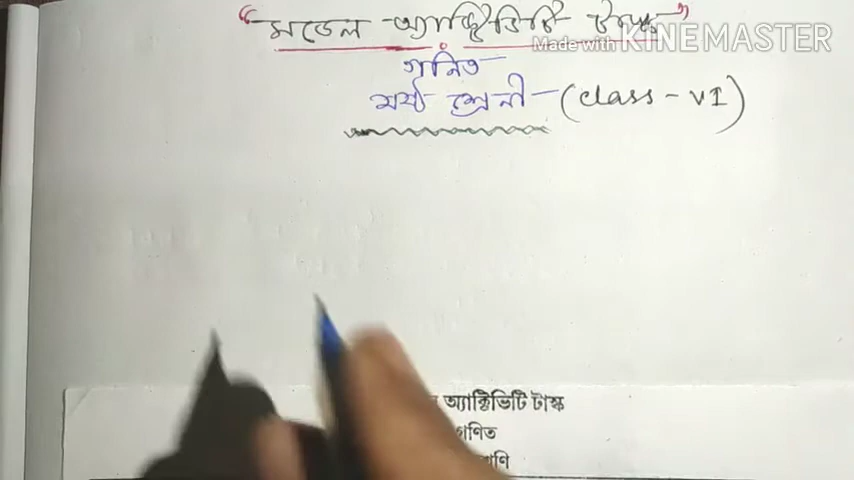 "মডেল অ্যাক্টিভিটি টাস্ক"
Made with KINEMASTER
গনিত
ষষ্ঠ শ্রেনী - (class - VI)
অ্যাক্টিভিটি টাস্ক
গণিত